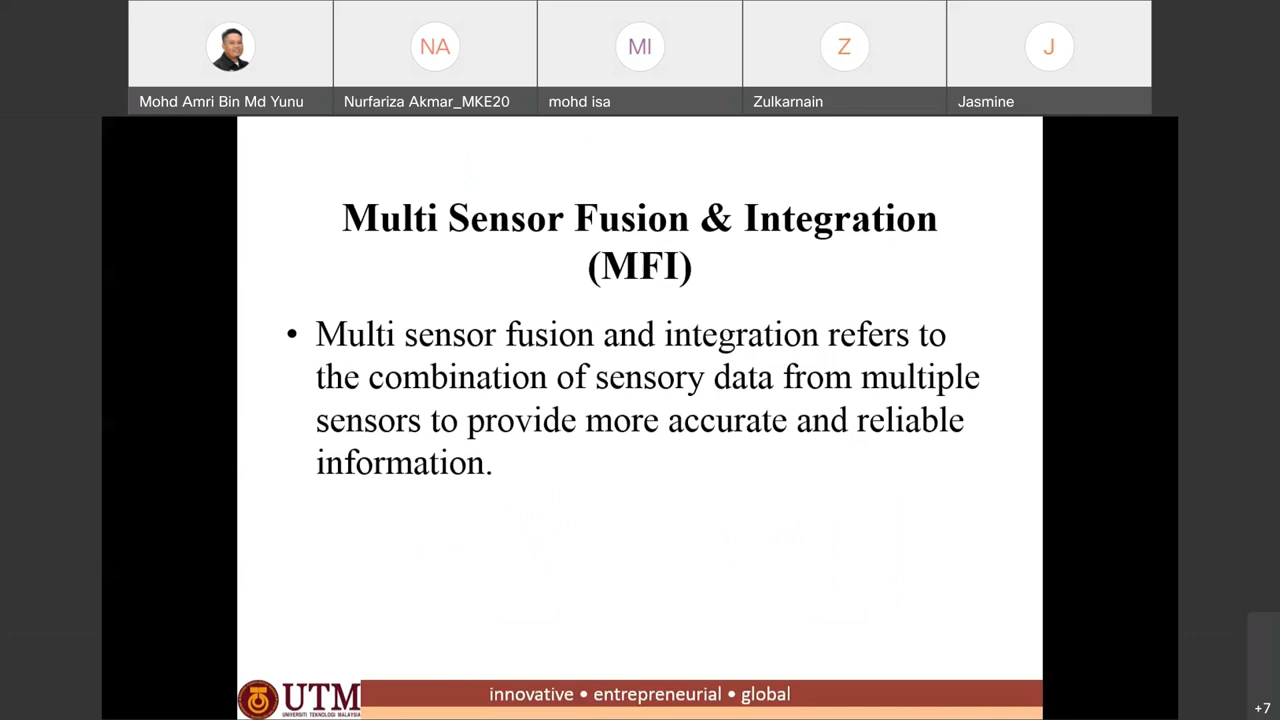 NA
MI
Z
J
Mohd Amri Bin Md Yunu
Nurfariza Akmar_MKE20
mohd isa
Zulkarnain
Jasmine
Multi Sensor Fusion & Integration
(MFI)
• Multi sensor fusion and integration refers to
the combination of sensory data from multiple
sensors to provide more accurate and reliable
information.
UTM
UNIVERSITI TEKNOLOGI MALAYSIA
innovative • entrepreneurial • global
+7